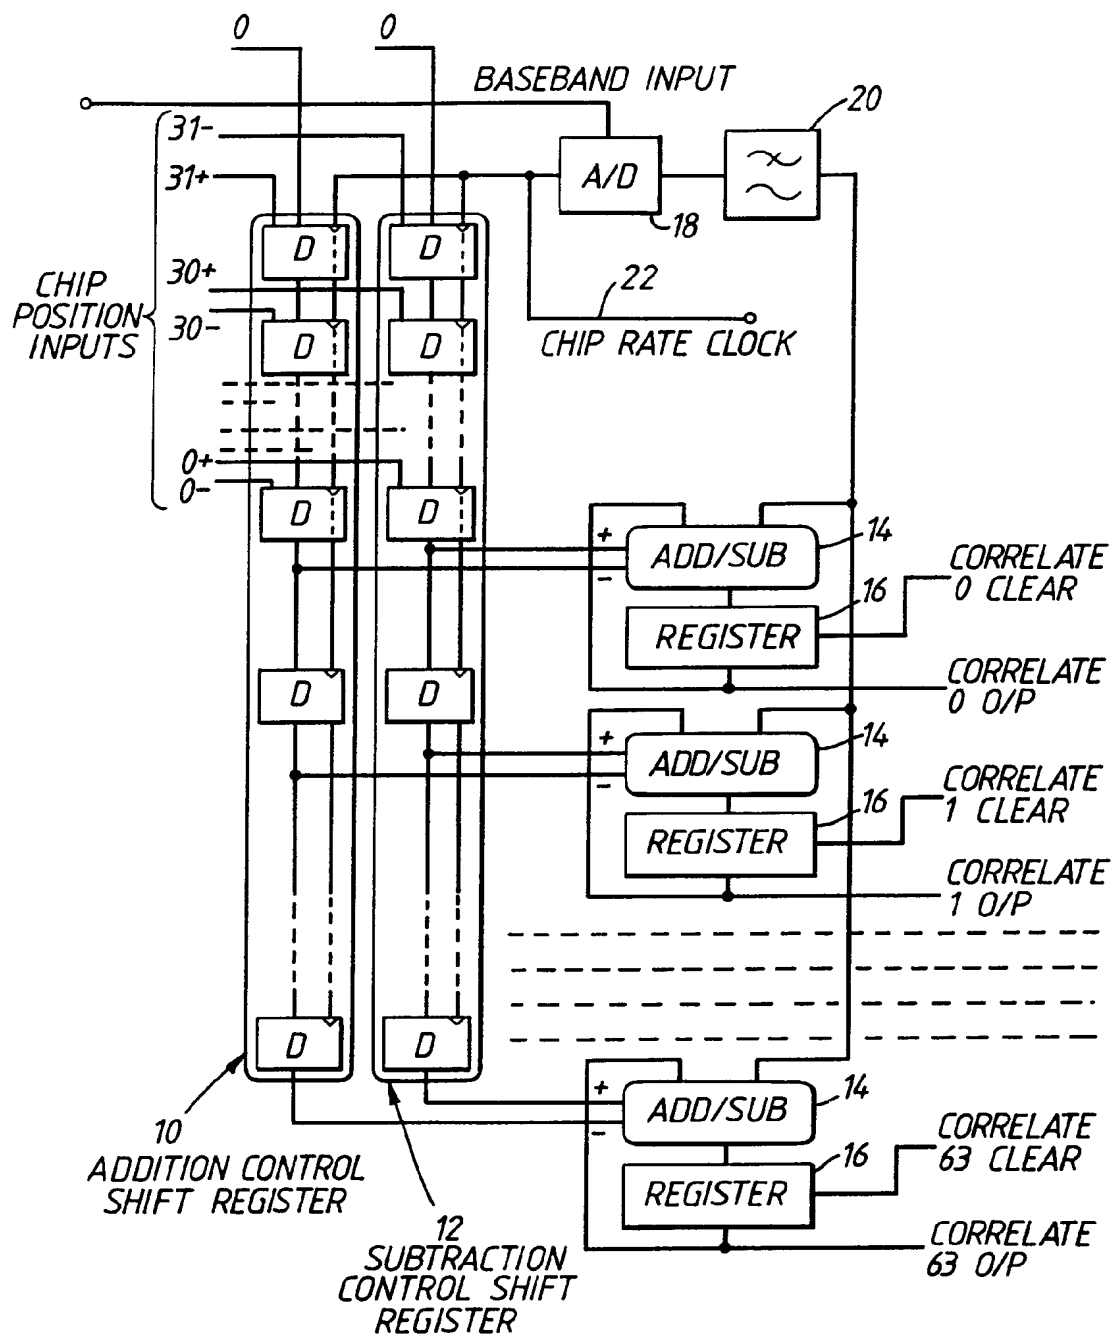 0
0
BASEBAND INPUT
20
31-
31+
A/D
18
D
D
30+
30-
CHIP
POSITION
INPUTS
22
CHIP RATE CLOCK
D
D
0+
0-
D
D
+
-
ADD/SUB
14
CORRELATE
0 CLEAR
16
REGISTER
D
D
CORRELATE
0 O/P
+
-
ADD/SUB
14
CORRELATE
1 CLEAR
16
REGISTER
CORRELATE
1 O/P
D
D
+
-
ADD/SUB
14
CORRELATE
63 CLEAR
16
REGISTER
CORRELATE
63 O/P
10
ADDITION CONTROL
SHIFT REGISTER
12
SUBTRACTION
CONTROL SHIFT
REGISTER